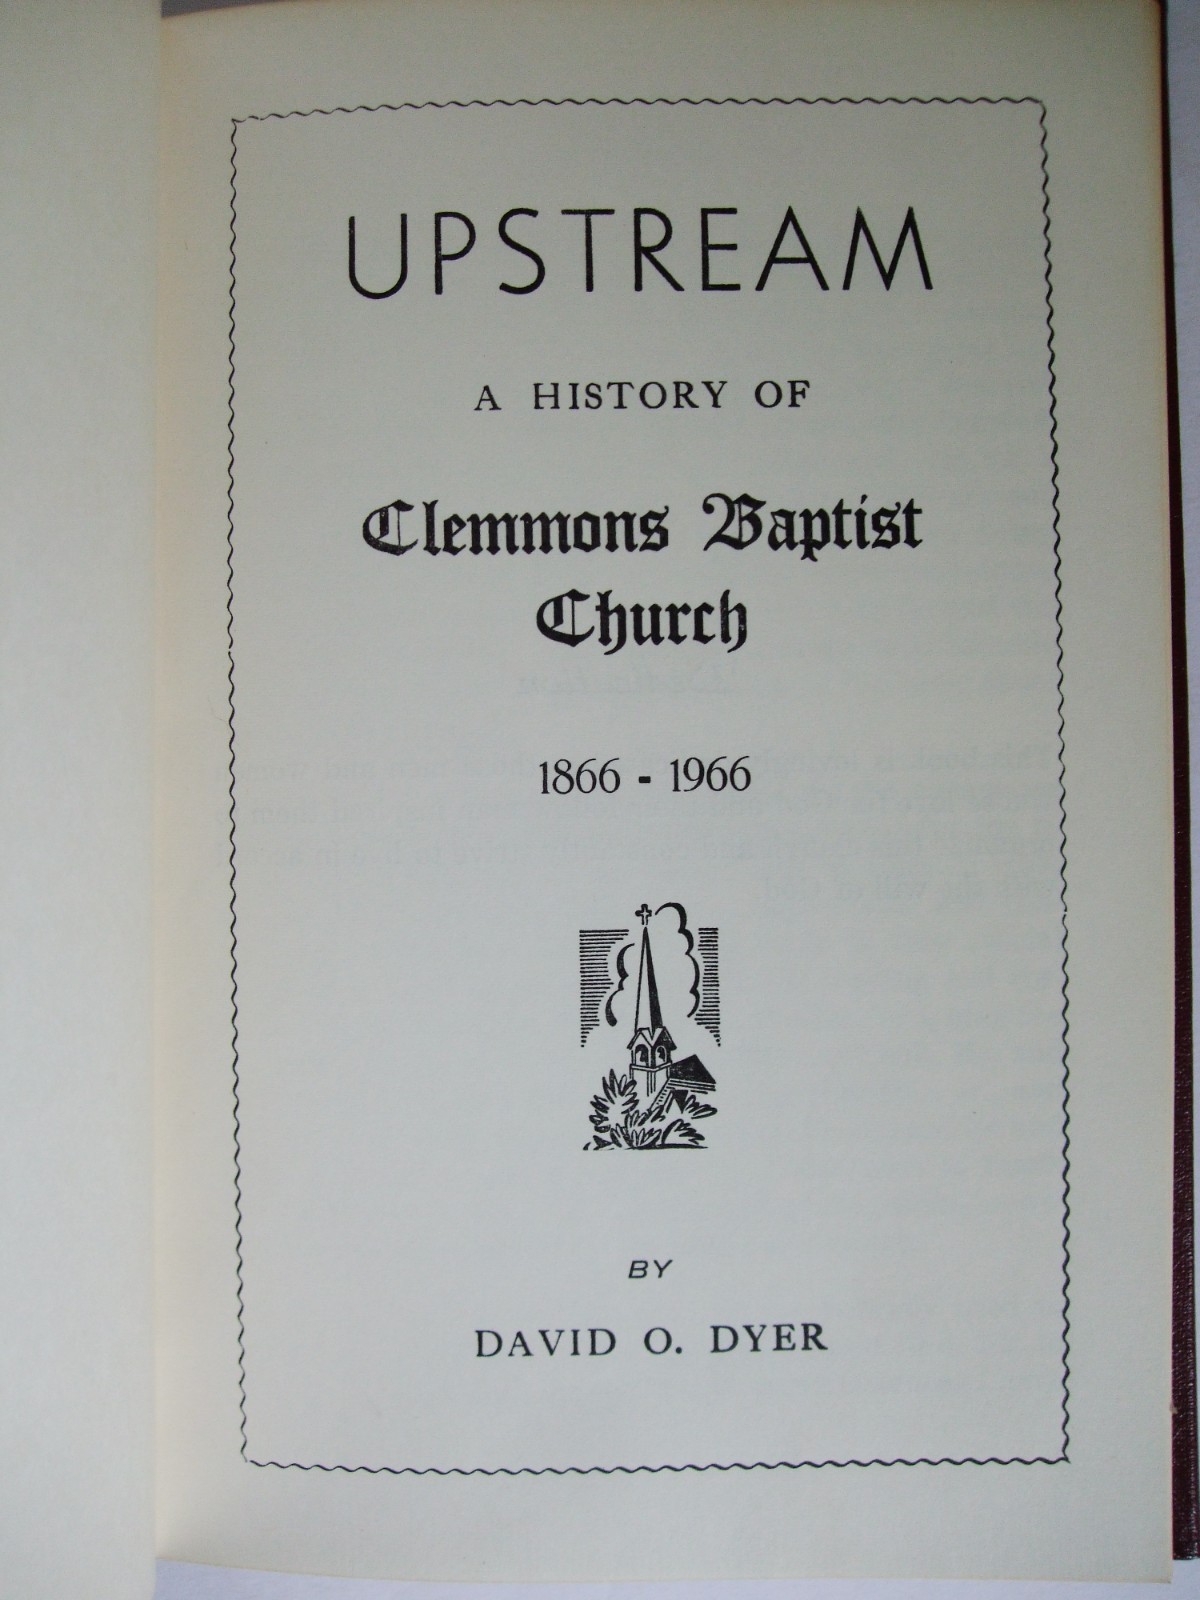 UPSTREAM
A HISTORY OF
Clemmons Baptist
Church
1866 - 1966
BY
DAVID O. DYER